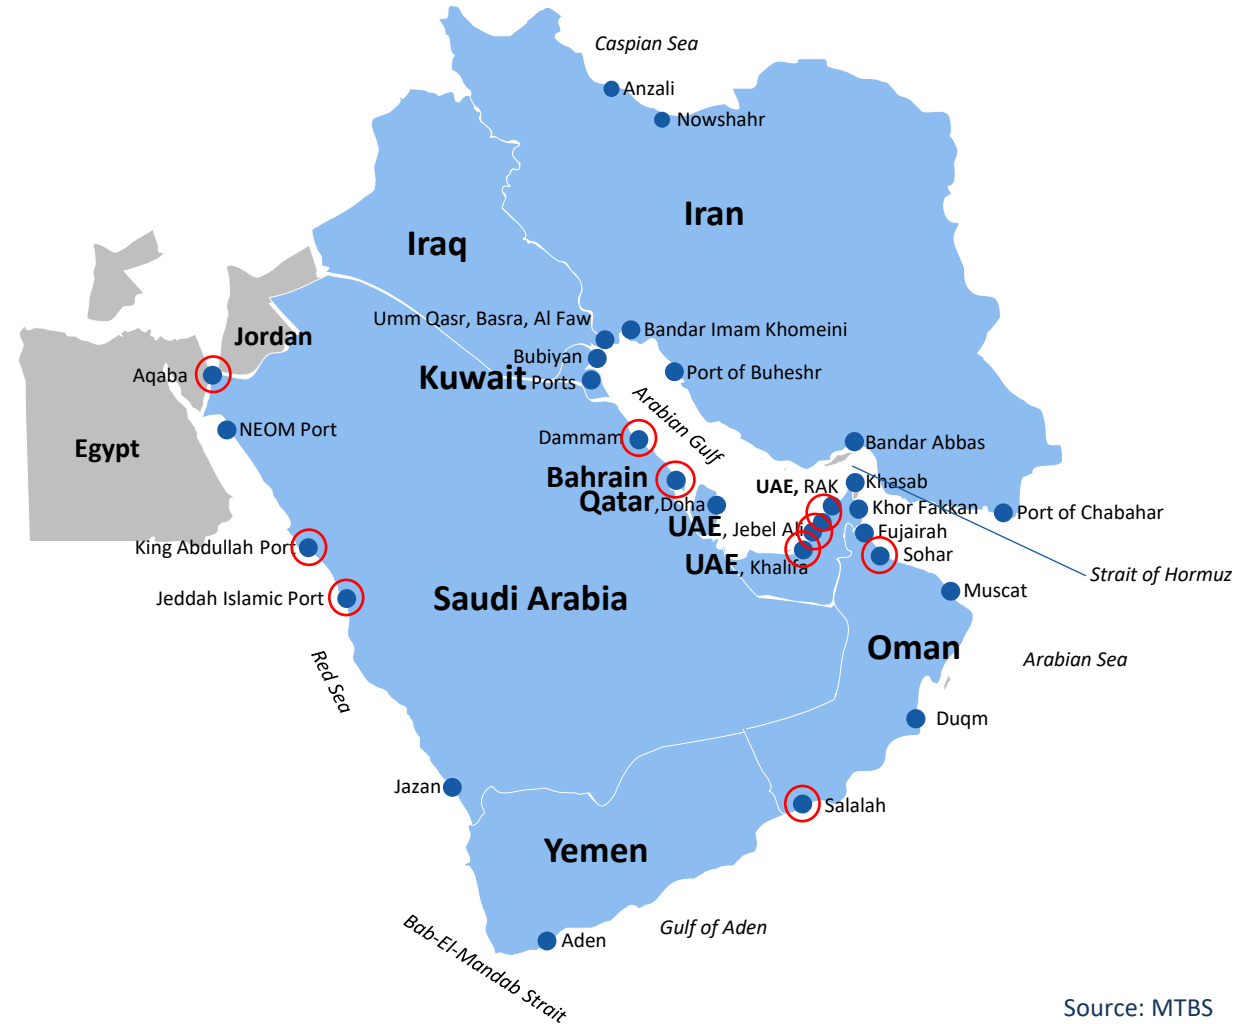 Caspian Sea
Anzali
Nowshahr
Iran
Iraq
Umm Qasr, Basra, Al Faw
Bandar Imam Khomeini
Jordan
Bubiyan
Aqaba
Kuwait Ports
Port of Buheshr
Arabian Gulf
NEOM Port
Dammam
Bandar Abbas
Egypt
Bahrain
Khasab
UAE, RAK
Qatar,Doha
Khor Fakkan
Port of Chabahar
UAE, Jebel Ali
Fujairah
King Abdullah Port
Sohar
UAE, Khalifa
Strait of Hormuz
Jeddah Islamic Port
Saudi Arabia
Muscat
Oman
Arabian Sea
Red Sea
Duqm
Jazan
Salalah
Yemen
Gulf of Aden
Aden
Bab-El-Mandab Strait
Source: MTBS